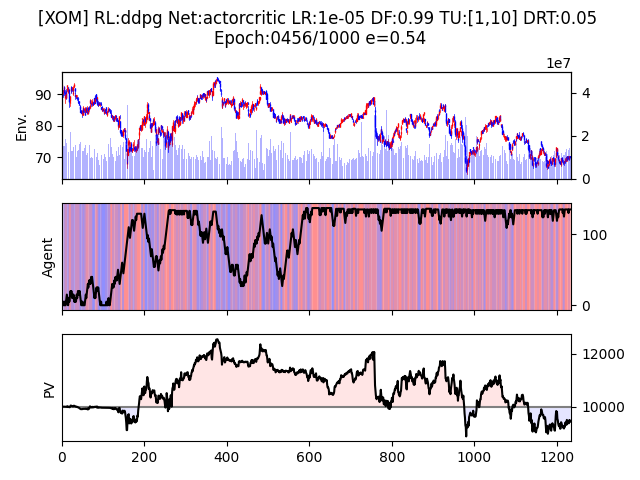 [XOM] RL:ddpg Net:actorcritic LR:1e-05 DF:0.99 TU:[1,10] DRT:0.05
Epoch:0456/1000 e=0.54
1e7
Env.
90
80
70
4
2
0
Agent
100
0
PV
12000
10000
0
200
400
600
800
1000
1200